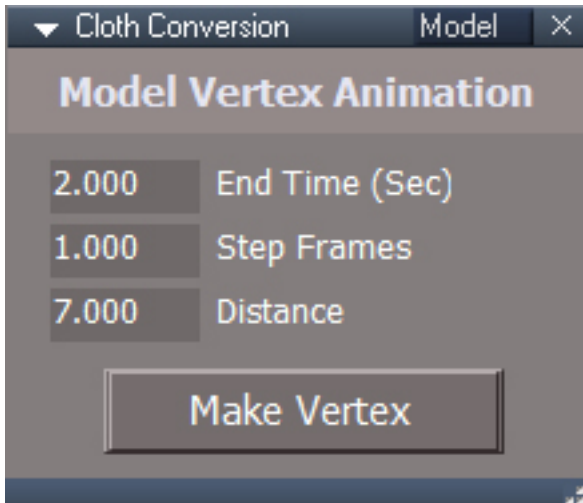 Cloth Conversion Model
Model Vertex Animation
2.000 End Time (Sec)
1.000 Step Frames
7.000 Distance
Make Vertex